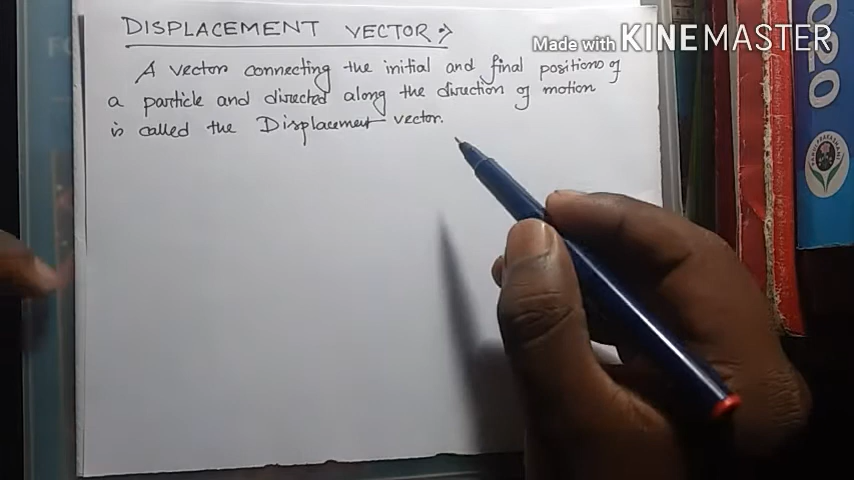 DISPLACEMENT VECTOR :→
Made with KINEMASTER
A vector connecting the initial and final positions of
a particle and directed along the direction of motion
is called the Displacement vector.
020